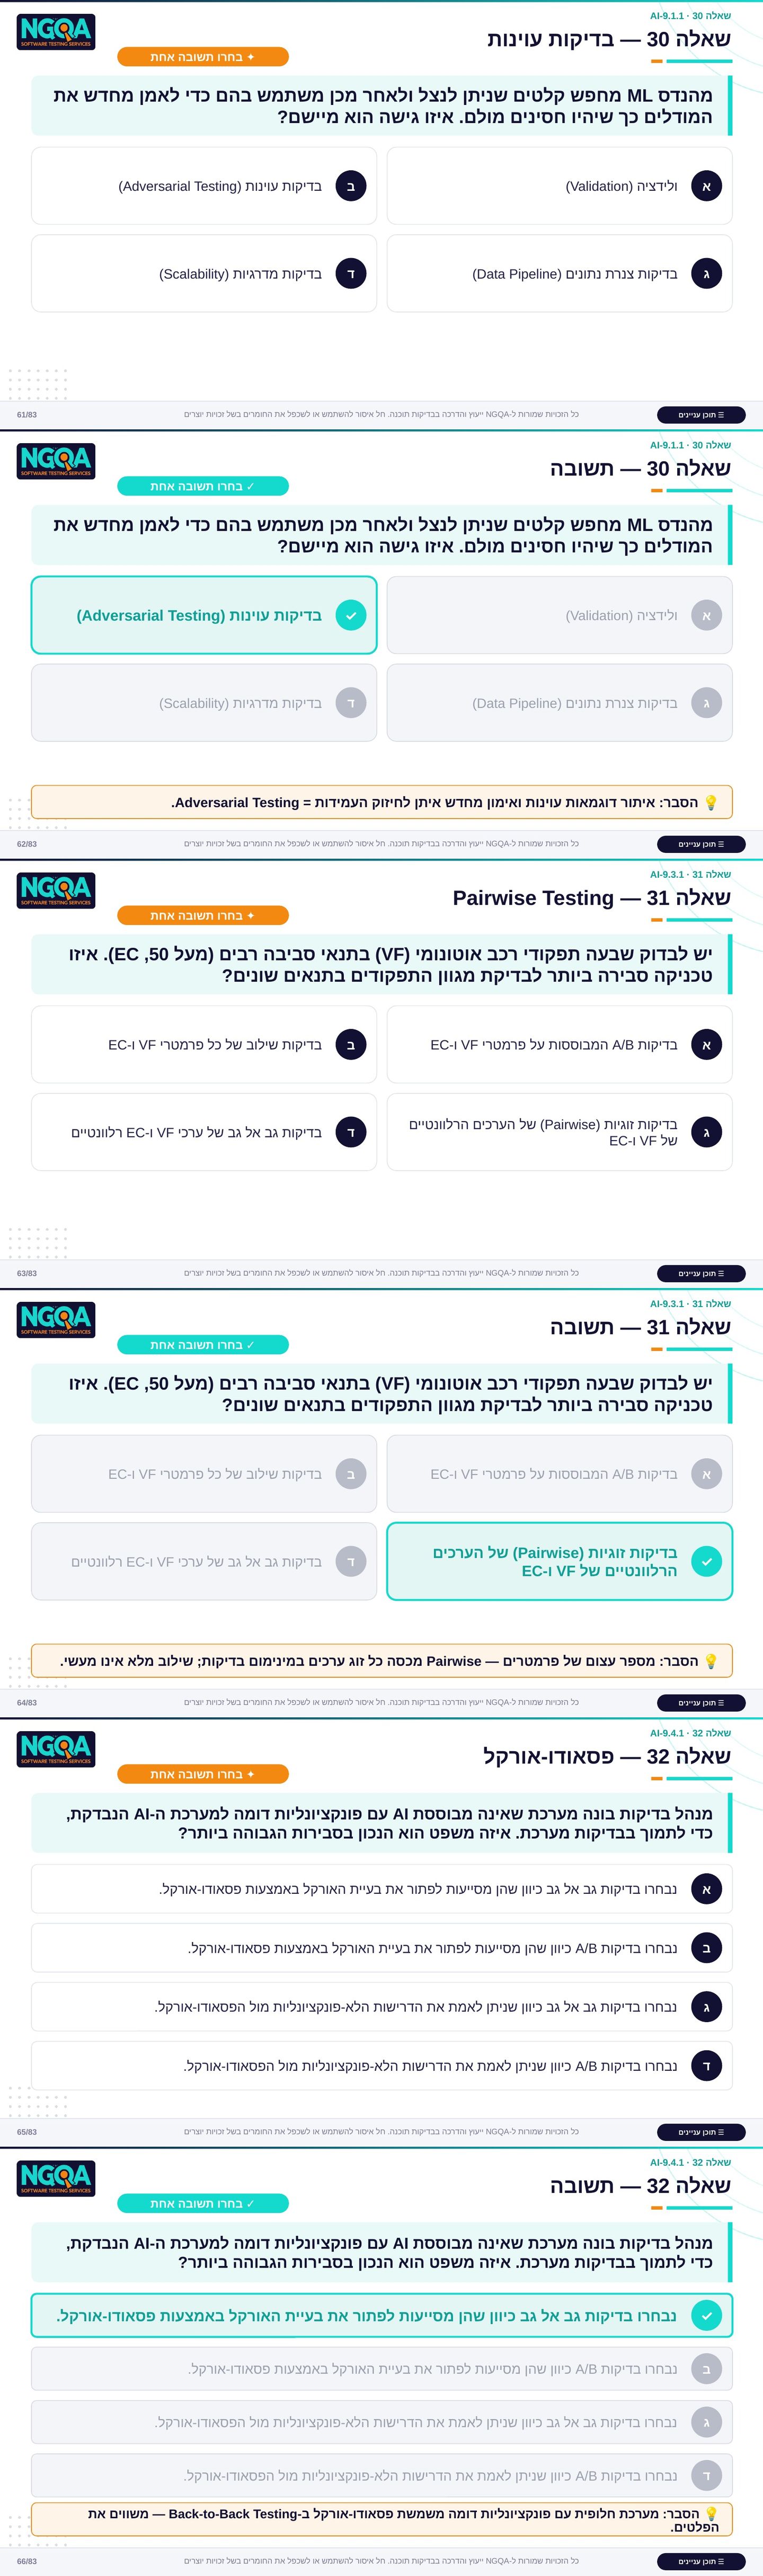 שאלה 30 · AI-9.1.1
NGQA
SOFTWARE TESTING SERVICES
שאלה 30 — בדיקות עוינות
✦ בחרו תשובה אחת
מהנדס ML מחפש קלטים שניתן לנצל ולאחר מכן משתמש בהם כדי לאמן מחדש את
המודלים כך שיהיו חסינים מולם. איזו גישה הוא מיישם?
א ולידציה (Validation)
ב בדיקות עוינות (Adversarial Testing)
ג בדיקות צנרת נתונים (Data Pipeline)
ד בדיקות מדרגיות (Scalability)
☰ תוכן עניינים
כל הזכויות שמורות ל-NGQA ייעוץ והדרכה בבדיקות תוכנה. חל איסור להשתמש או לשכפל את החומרים בשל זכויות יוצרים
61/83
שאלה 30 · AI-9.1.1
NGQA
SOFTWARE TESTING SERVICES
שאלה 30 — תשובה
✓ בחרו תשובה אחת
מהנדס ML מחפש קלטים שניתן לנצל ולאחר מכן משתמש בהם כדי לאמן מחדש את
המודלים כך שיהיו חסינים מולם. איזו גישה הוא מיישם?
א ולידציה (Validation)
✓ בדיקות עוינות (Adversarial Testing)
ג בדיקות צנרת נתונים (Data Pipeline)
ד בדיקות מדרגיות (Scalability)
💡 הסבר: איתור דוגמאות עוינות ואימון מחדש איתן לחיזוק העמידות = Adversarial Testing.
☰ תוכן עניינים
כל הזכויות שמורות ל-NGQA ייעוץ והדרכה בבדיקות תוכנה. חל איסור להשתמש או לשכפל את החומרים בשל זכויות יוצרים
62/83
שאלה 31 · AI-9.3.1
NGQA
SOFTWARE TESTING SERVICES
שאלה 31 — Pairwise Testing
✦ בחרו תשובה אחת
יש לבדוק שבעה תפקודי רכב אוטונומי (VF) בתנאי סביבה רבים (מעל 50, EC). איזו
טכניקה סבירה ביותר לבדיקת מגוון התפקודים בתנאים שונים?
א בדיקות A/B המבוססות על פרמטרי VF ו-EC
ב בדיקות שילוב של כל פרמטרי VF ו-EC
ג בדיקות זוגיות (Pairwise) של הערכים הרלוונטיים
של VF ו-EC
ד בדיקות גב אל גב של ערכי VF ו-EC רלוונטיים
☰ תוכן עניינים
כל הזכויות שמורות ל-NGQA ייעוץ והדרכה בבדיקות תוכנה. חל איסור להשתמש או לשכפל את החומרים בשל זכויות יוצרים
63/83
שאלה 31 · AI-9.3.1
NGQA
SOFTWARE TESTING SERVICES
שאלה 31 — תשובה
✓ בחרו תשובה אחת
יש לבדוק שבעה תפקודי רכב אוטונומי (VF) בתנאי סביבה רבים (מעל 50, EC). איזו
טכניקה סבירה ביותר לבדיקת מגוון התפקודים בתנאים שונים?
א בדיקות A/B המבוססות על פרמטרי VF ו-EC
ב בדיקות שילוב של כל פרמטרי VF ו-EC
✓ בדיקות זוגיות (Pairwise) של הערכים
הרלוונטיים של VF ו-EC
ד בדיקות גב אל גב של ערכי VF ו-EC רלוונטיים
💡 הסבר: מספר עצום של פרמטרים — Pairwise מכסה כל זוג ערכים במינימום בדיקות; שילוב מלא אינו מעשי.
☰ תוכן עניינים
כל הזכויות שמורות ל-NGQA ייעוץ והדרכה בבדיקות תוכנה. חל איסור להשתמש או לשכפל את החומרים בשל זכויות יוצרים
64/83
שאלה 32 · AI-9.4.1
NGQA
SOFTWARE TESTING SERVICES
שאלה 32 — פסאודו-אורקל
✦ בחרו תשובה אחת
מנהל בדיקות בונה מערכת שאינה מבוססת AI עם פונקציונליות דומה למערכת ה-AI הנבדקת,
כדי לתמוך בבדיקות מערכת. איזה משפט הוא הנכון בסבירות הגבוהה ביותר?
א נבחרו בדיקות גב אל גב כיוון שהן מסייעות לפתור את בעיית האורקל באמצעות פסאודו-אורקל.
ב נבחרו בדיקות A/B כיוון שהן מסייעות לפתור את בעיית האורקל באמצעות פסאודו-אורקל.
ג נבחרו בדיקות גב אל גב כיוון שניתן לאמת את הדרישות הלא-פונקציונליות מול הפסאודו-אורקל.
ד נבחרו בדיקות A/B כיוון שניתן לאמת את הדרישות הלא-פונקציונליות מול הפסאודו-אורקל.
☰ תוכן עניינים
כל הזכויות שמורות ל-NGQA ייעוץ והדרכה בבדיקות תוכנה. חל איסור להשתמש או לשכפל את החומרים בשל זכויות יוצרים
65/83
שאלה 32 · AI-9.4.1
NGQA
SOFTWARE TESTING SERVICES
שאלה 32 — תשובה
✓ בחרו תשובה אחת
מנהל בדיקות בונה מערכת שאינה מבוססת AI עם פונקציונליות דומה למערכת ה-AI הנבדקת,
כדי לתמוך בבדיקות מערכת. איזה משפט הוא הנכון בסבירות הגבוהה ביותר?
✓ נבחרו בדיקות גב אל גב כיוון שהן מסייעות לפתור את בעיית האורקל באמצעות פסאודו-אורקל.
ב נבחרו בדיקות A/B כיוון שהן מסייעות לפתור את בעיית האורקל באמצעות פסאודו-אורקל.
ג נבחרו בדיקות גב אל גב כיוון שניתן לאמת את הדרישות הלא-פונקציונליות מול הפסאודו-אורקל.
ד נבחרו בדיקות A/B כיוון שניתן לאמת את הדרישות הלא-פונקציונליות מול הפסאודו-אורקל.
💡 הסבר: מערכת חלופית עם פונקציונליות דומה משמשת פסאודו-אורקל ב-Back-to-Back Testing — משווים את
הפלטים.
☰ תוכן עניינים
כל הזכויות שמורות ל-NGQA ייעוץ והדרכה בבדיקות תוכנה. חל איסור להשתמש או לשכפל את החומרים בשל זכויות יוצרים
66/83